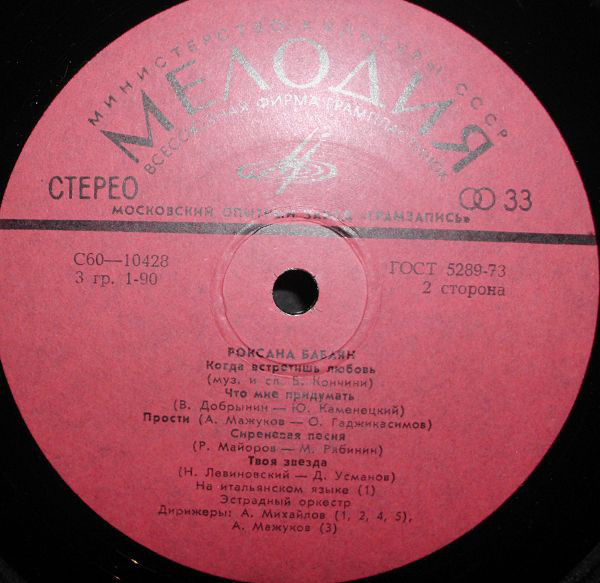 МИНИСТЕРСТВО КУЛЬТУРЫ СССР
МЕЛОДИЯ
ВСЕСОЮЗНАЯ ФИРМА ГРАМПЛАСТИНОК
СТЕРЕО
33
МОСКОВСКИЙ ОПЫТНЫЙ ЗАВОД «ГРАМЗАПИСЬ»
С60—10428
3 гр. 1-90
ГОСТ 5289-73
2 сторона
РОКСАНА БАБАЯН
Когда встретишь любовь
(муз. и сл. Б. Кончини)
Что мне придумать
(В. Добрынин — Ю. Каменецкий)
Прости (А. Мажуков — О. Гаджикасимов)
Сиреневая песня
(Р. Майоров — М. Рябинин)
Твоя звезда
(Н. Левиновский — Д. Усманов)
На итальянском языке (1)
Эстрадный оркестр
Дирижеры: А. Михайлов (1, 2, 4, 5),
А. Мажуков (3)